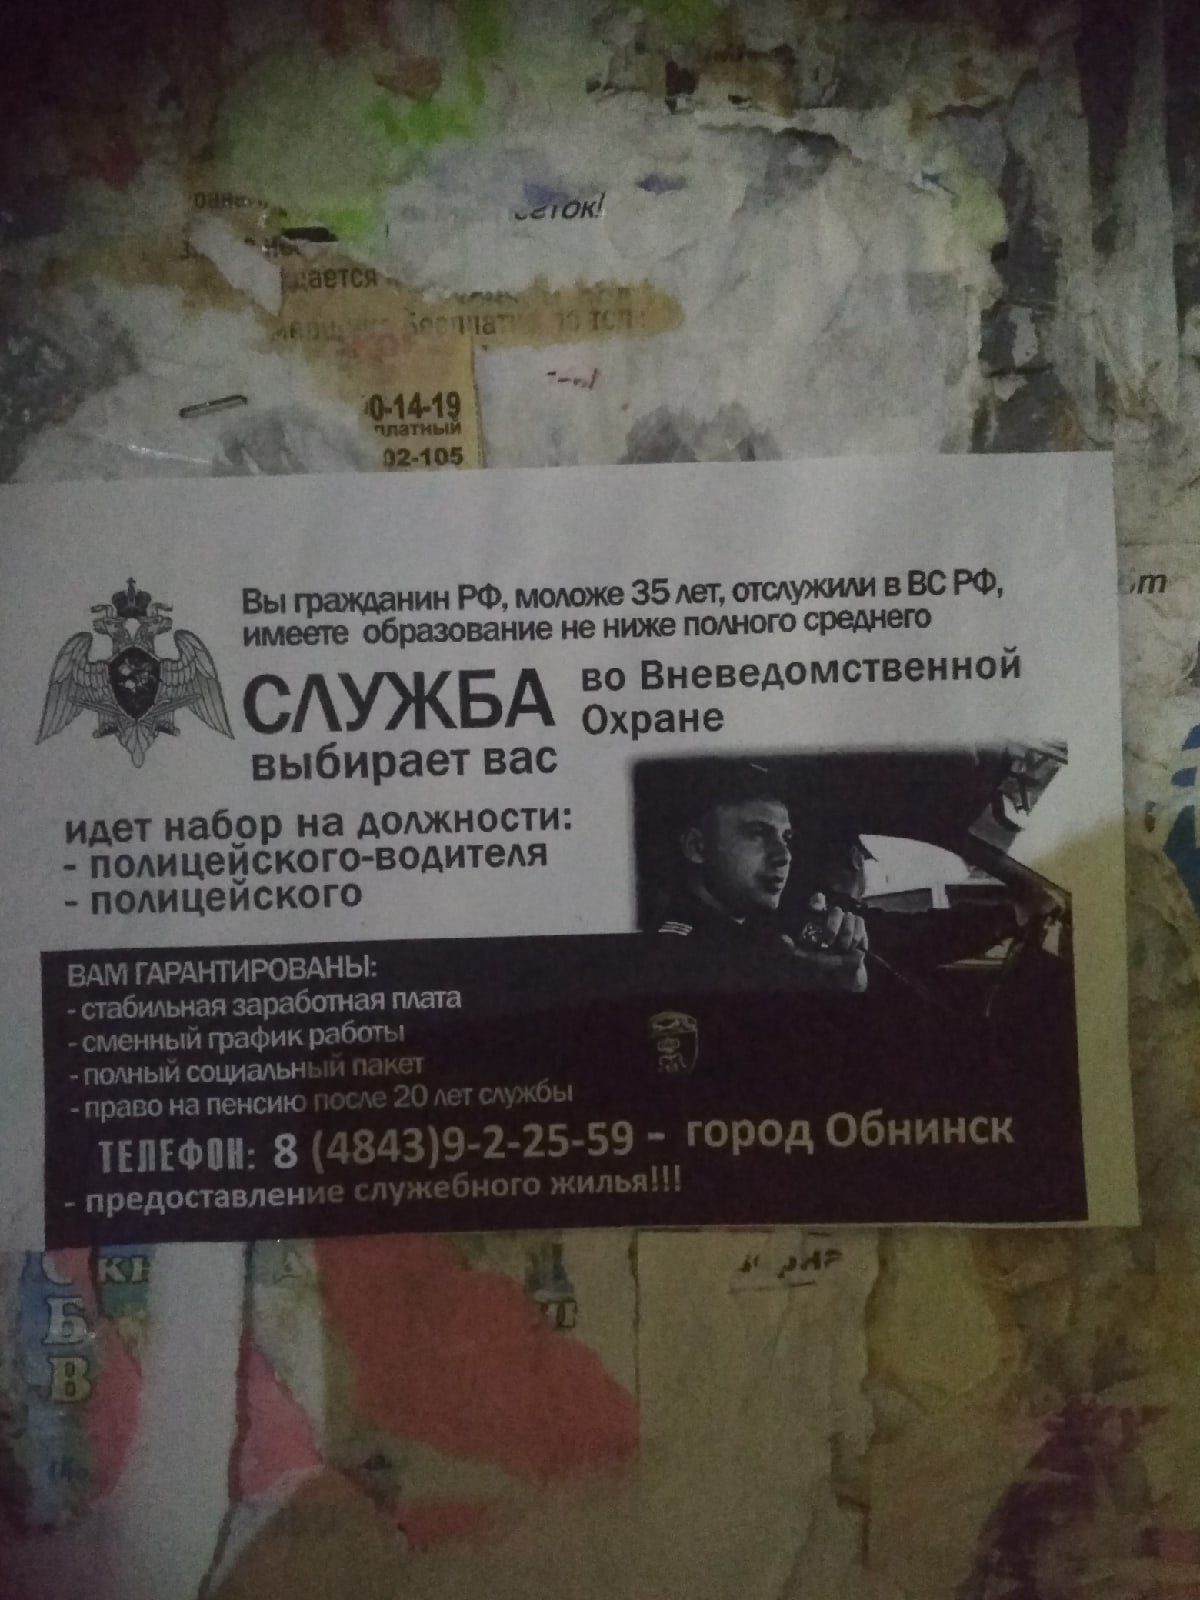 сеток!
дается
0-14-19
платный
02-105
Вы гражданин РФ, моложе 35 лет, отслужили в ВС РФ,
имеете образование не ниже полного среднего
СЛУЖБА во Вневедомственной
Охране
выбирает вас
идет набор на должности:
- полицейского-водителя
- полицейского
ВАМ ГАРАНТИРОВАНЫ:
- стабильная заработная плата
- сменный график работы
- полный социальный пакет
- право на пенсию после 20 лет службы
ТЕЛЕФОН: 8 (4843)9-2-25-59 – город Обнинск
- предоставление служебного жилья!!!
С
Б
В